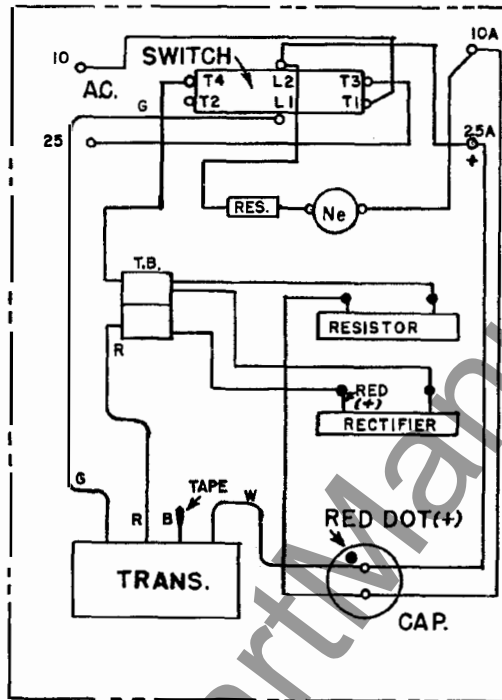 10A
10
SWITCH
T4 L2 T3
A.C.
T2 L1 T1
G
25
25A
+
RES. Ne
T.B.
RESISTOR
R
RED
(+)
RECTIFIER
TAPE
G R B W
RED DOT(+)
TRANS.
CAP.